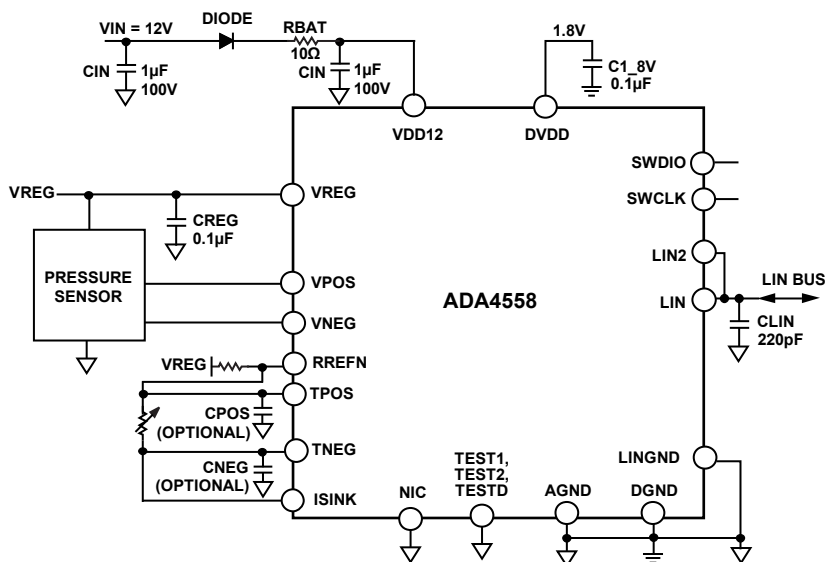 DIODE
VIN = 12V
RBAT
10Ω
CIN
1µF
100V
CIN
1µF
100V
1.8V
C1_8V
0.1µF
VDD12
DVDD
SWDIO
SWCLK
VREG
VREG
CREG
0.1µF
LIN2
LIN BUS
PRESSURE
SENSOR
VPOS
ADA4558
LIN
CLIN
220pF
VNEG
VREG
RREFN
TPOS
CPOS
(OPTIONAL)
TNEG
CNEG
(OPTIONAL)
ISINK
NIC
TEST1,
TEST2,
TESTD
AGND
DGND
LINGND